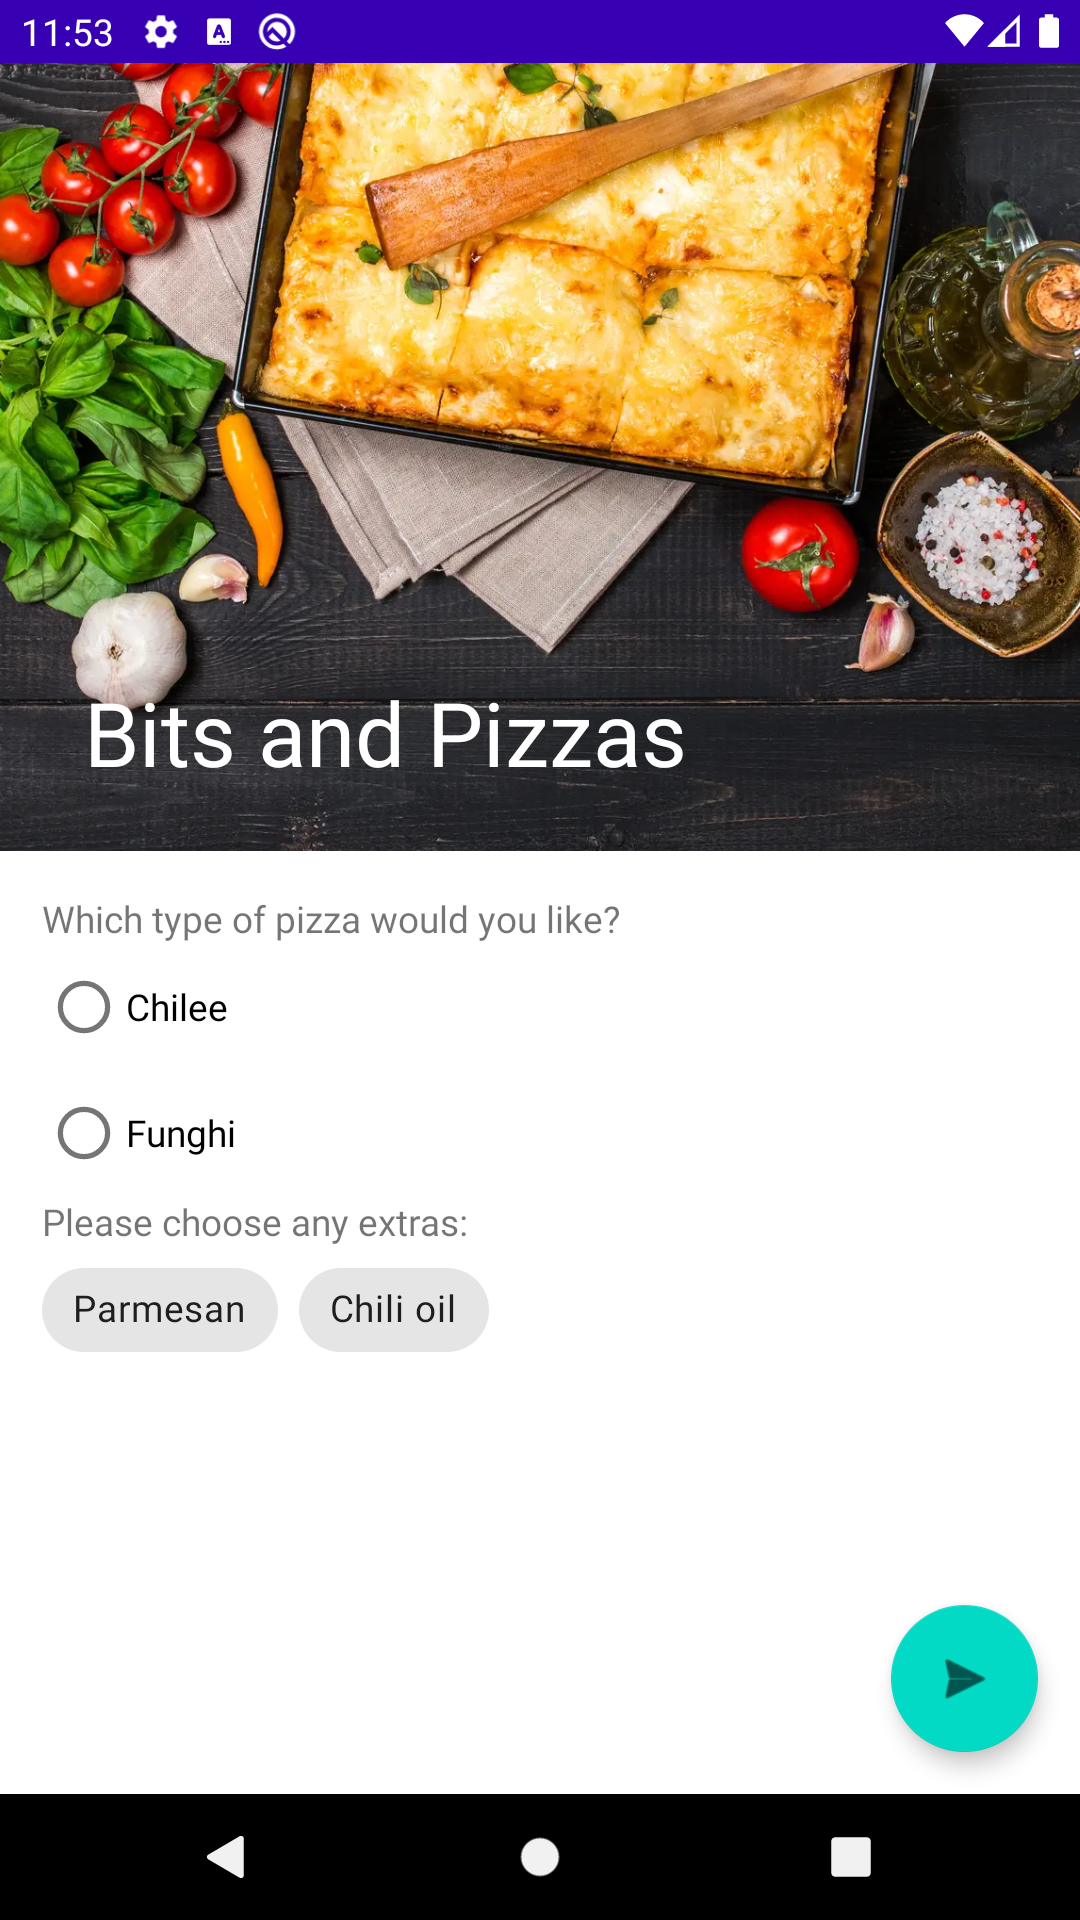 11:53
Bits and Pizzas
Which type of pizza would you like?
Chilee
Funghi
Please choose any extras:
Parmesan
Chili oil